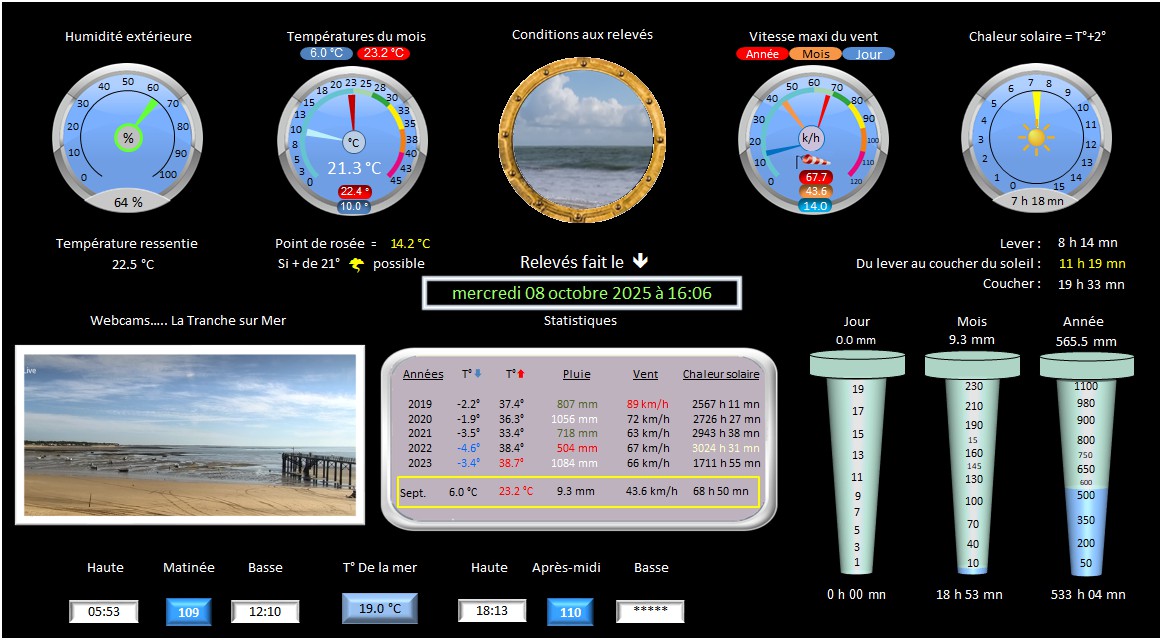 Humidité extérieure
Températures du mois
6.0 °C 23.2 °C
Conditions aux relevés
Vitesse maxi du vent
Année Mois Jour
Chaleur solaire = T°+2°
0 10 20 30 40 50 60 70 80 90 100
%
64 %
0 3 5 8 10 13 15 18 20 23 25 28 30 33 35 38 40 43 45
°C
21.3 °C
22.4 °
10.0 °
0 10 20 30 40 50 60 70 80 90 100 110 120
k/h
67.7
43.6
14.0
0 1 2 3 4 5 6 7 8 9 10 11 12 13 14 15
7 h 18 mn
Température ressentie
22.5 °C
Point de rosée = 14.2 °C
Si + de 21° possible
Relevés fait le
mercredi 08 octobre 2025 à 16:06
Lever : 8 h 14 mn
Du lever au coucher du soleil : 11 h 19 mn
Coucher : 19 h 33 mn
Webcams..... La Tranche sur Mer
Live
Statistiques
Années T° T° Pluie Vent Chaleur solaire
2019 -2.2° 37.4° 807 mm 89 km/h 2567 h 11 mn
2020 -1.9° 36.3° 1056 mm 72 km/h 2726 h 27 mn
2021 -3.5° 33.4° 718 mm 63 km/h 2943 h 38 mn
2022 -4.6° 38.4° 504 mm 67 km/h 3024 h 31 mn
2023 -3.4° 38.7° 1084 mm 66 km/h 1711 h 55 mn
Sept. 6.0 °C 23.2 °C 9.3 mm 43.6 km/h 68 h 50 mn
Jour
0.0 mm
19
17
15
13
11
9
7
5
3
1
0 h 00 mn
Mois
9.3 mm
230
210
190
15
160
145
130
100
70
40
10
18 h 53 mn
Année
565.5 mm
1100
980
900
800
750
650
600
500
350
200
50
533 h 04 mn
Haute Matinée Basse
05:53 109 12:10
T° De la mer
19.0 °C
Haute Après-midi Basse
18:13 110 *****